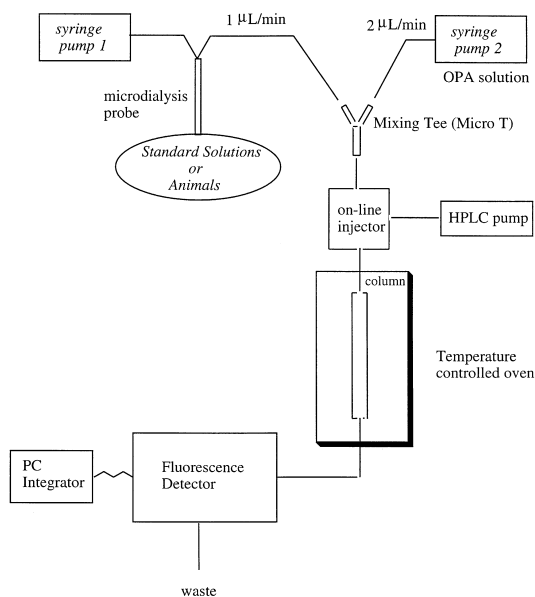 syringe
pump 1
1 µL/min
2 µL/min
syringe
pump 2
OPA solution
microdialysis
probe
Mixing Tee (Micro T)
Standard Solutions
or
Animals
on-line
injector
HPLC pump
column
Temperature
controlled oven
PC
Integrator
Fluorescence
Detector
waste